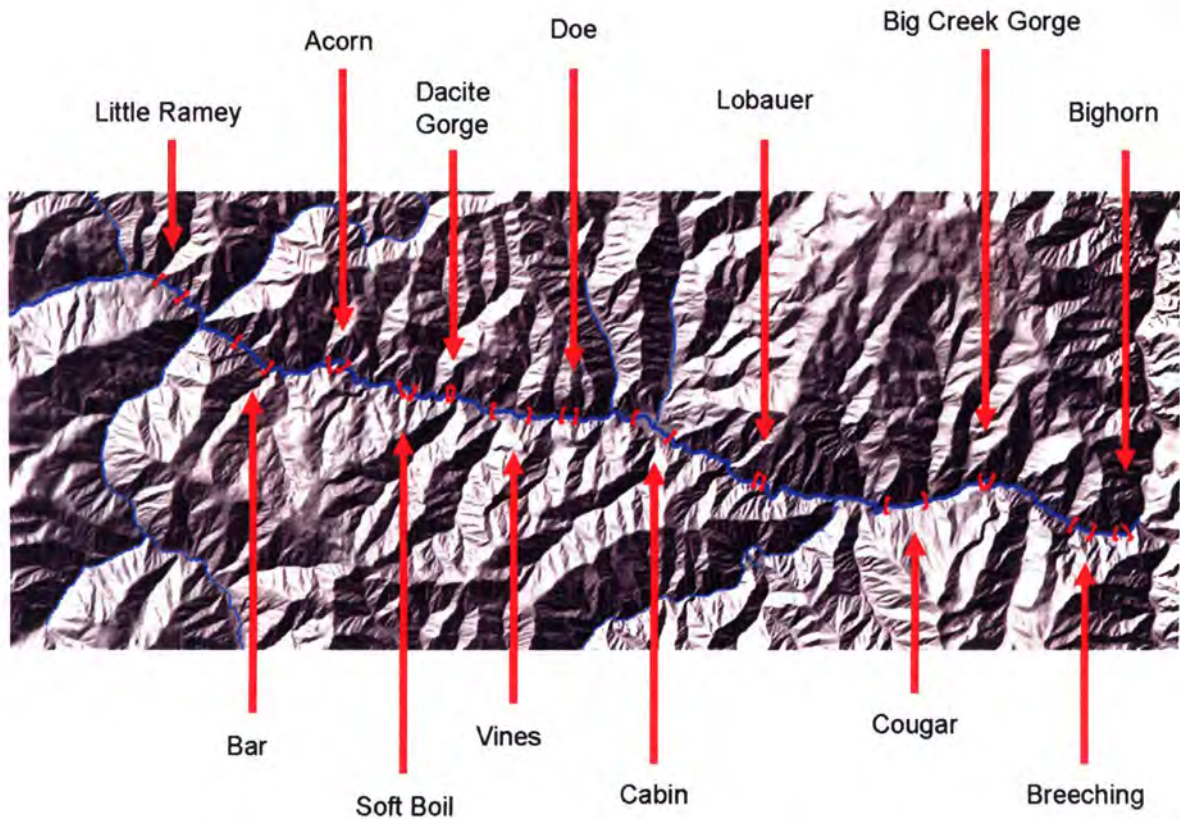 Doe
Big Creek Gorge
Acorn
Dacite
Gorge
Lobauer
Little Ramey
Bighorn
Bar
Vines
Cougar
Soft Boil
Cabin
Breeching